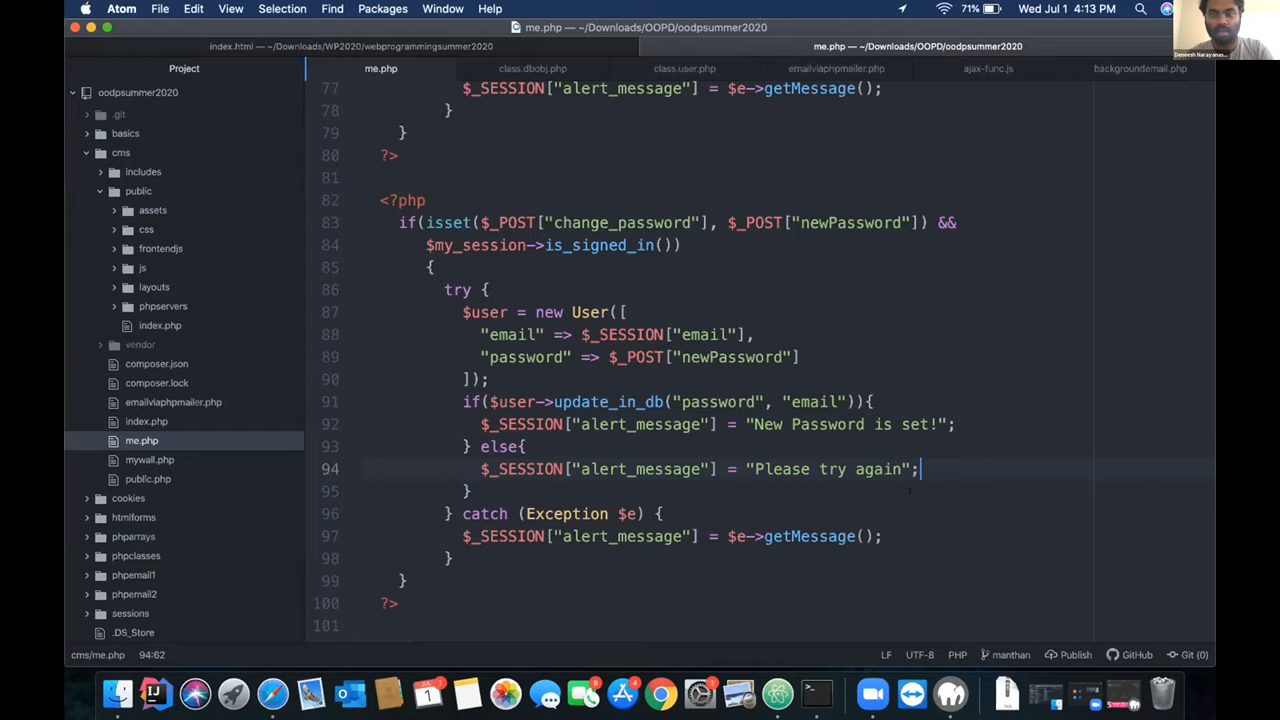 Atom File Edit View Selection Find Packages Window Help 71% Wed Jul 1 4:13 PM
me.php — ~/Downloads/OOPD/oodpsummer2020
index.html — ~/Downloads/WP2020/webprogrammingsummer2020 me.php — ~/Downloads/OOPD/oodpsummer2020
Project me.php class.dbobj.php class.user.php emailviaphpmailer.php ajax-func.js backgroundemail.php
oodpsummer2020
.git
basics
cms
includes
public
assets
css
frontendjs
js
layouts
phpservers
index.php
vendor
composer.json
composer.lock
emailviaphpmailer.php
index.php
me.php
mywall.php
public.php
cookies
htmlforms
phparrays
phpclasses
phpemail1
phpemail2
sessions
.DS_Store
77 $_SESSION["alert_message"] = $e->getMessage();
78 }
79 }
80 ?>
81
82 <?php
83 if(isset($_POST["change_password"], $_POST["newPassword"]) &&
84 $my_session->is_signed_in())
85 {
86 try {
87 $user = new User([
88 "email" => $_SESSION["email"],
89 "password" => $_POST["newPassword"]
90 ]);
91 if($user->update_in_db("password", "email")){
92 $_SESSION["alert_message"] = "New Password is set!";
93 } else{
94 $_SESSION["alert_message"] = "Please try again";
95 }
96 } catch (Exception $e) {
97 $_SESSION["alert_message"] = $e->getMessage();
98 }
99 }
100 ?>
101
cms/me.php 94:62 LF UTF-8 PHP manthan Publish GitHub Git (0)